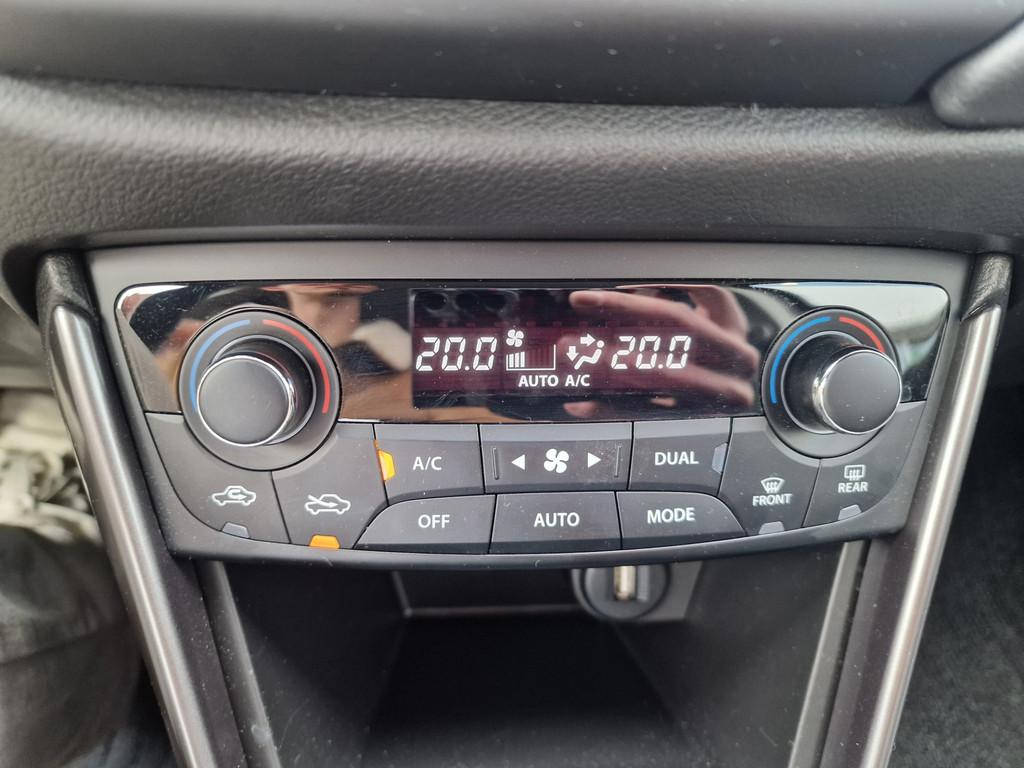 20.0 20.0
AUTO A/C
A/C DUAL
FRONT REAR
OFF AUTO MODE